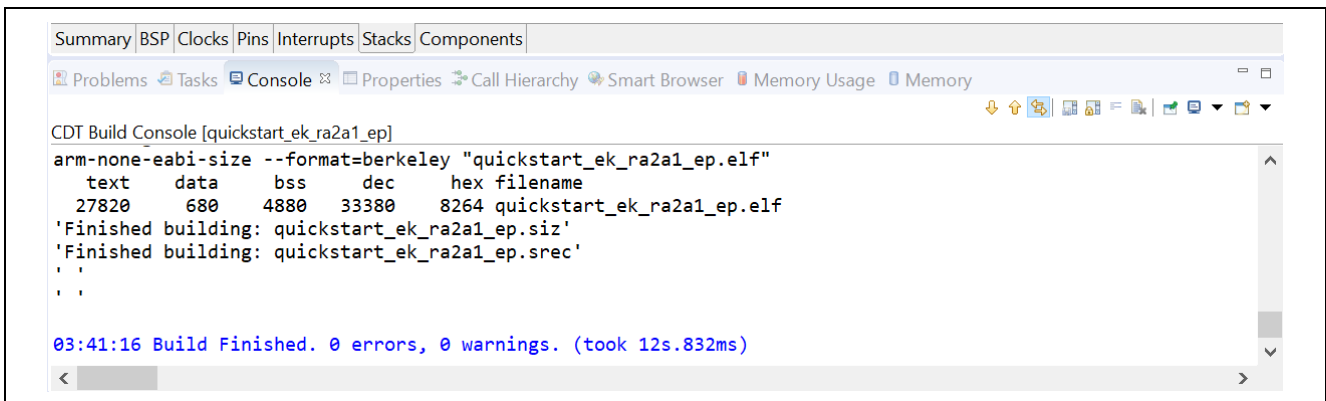 Summary BSP Clocks Pins Interrupts Stacks Components
Problems Tasks Console Properties Call Hierarchy Smart Browser Memory Usage Memory
CDT Build Console [quickstart_ek_ra2a1_ep]
arm-none-eabi-size --format=berkeley "quickstart_ek_ra2a1_ep.elf"
   text    data     bss     dec     hex filename
  27820     680    4880   33380    8264 quickstart_ek_ra2a1_ep.elf
'Finished building: quickstart_ek_ra2a1_ep.siz'
'Finished building: quickstart_ek_ra2a1_ep.srec'
' '
' '
03:41:16 Build Finished. 0 errors, 0 warnings. (took 12s.832ms)